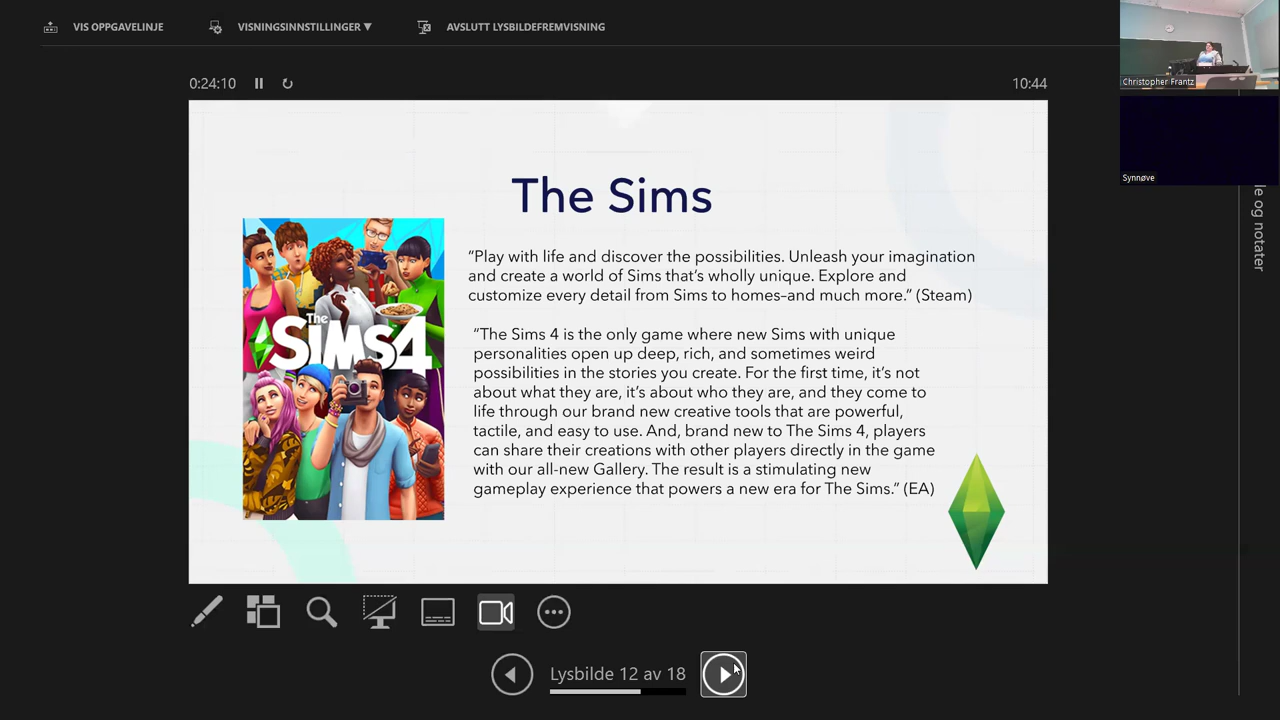 VIS OPPGAVELINJE
VISNINGSINNSTILLINGER ▼
AVSLUTT LYSBILDEFREMVISNING
Christopher Frantz
Synnøve
0:24:10
10:44
The Sims
“Play with life and discover the possibilities. Unleash your imagination
and create a world of Sims that’s wholly unique. Explore and
customize every detail from Sims to homes–and much more.” (Steam)
The
SIMS4
“The Sims 4 is the only game where new Sims with unique
personalities open up deep, rich, and sometimes weird
possibilities in the stories you create. For the first time, it’s not
about what they are, it’s about who they are, and they come to
life through our brand new creative tools that are powerful,
tactile, and easy to use. And, brand new to The Sims 4, players
can share their creations with other players directly in the game
with our all-new Gallery. The result is a stimulating new
gameplay experience that powers a new era for The Sims.” (EA)
le og notater
Lysbilde 12 av 18